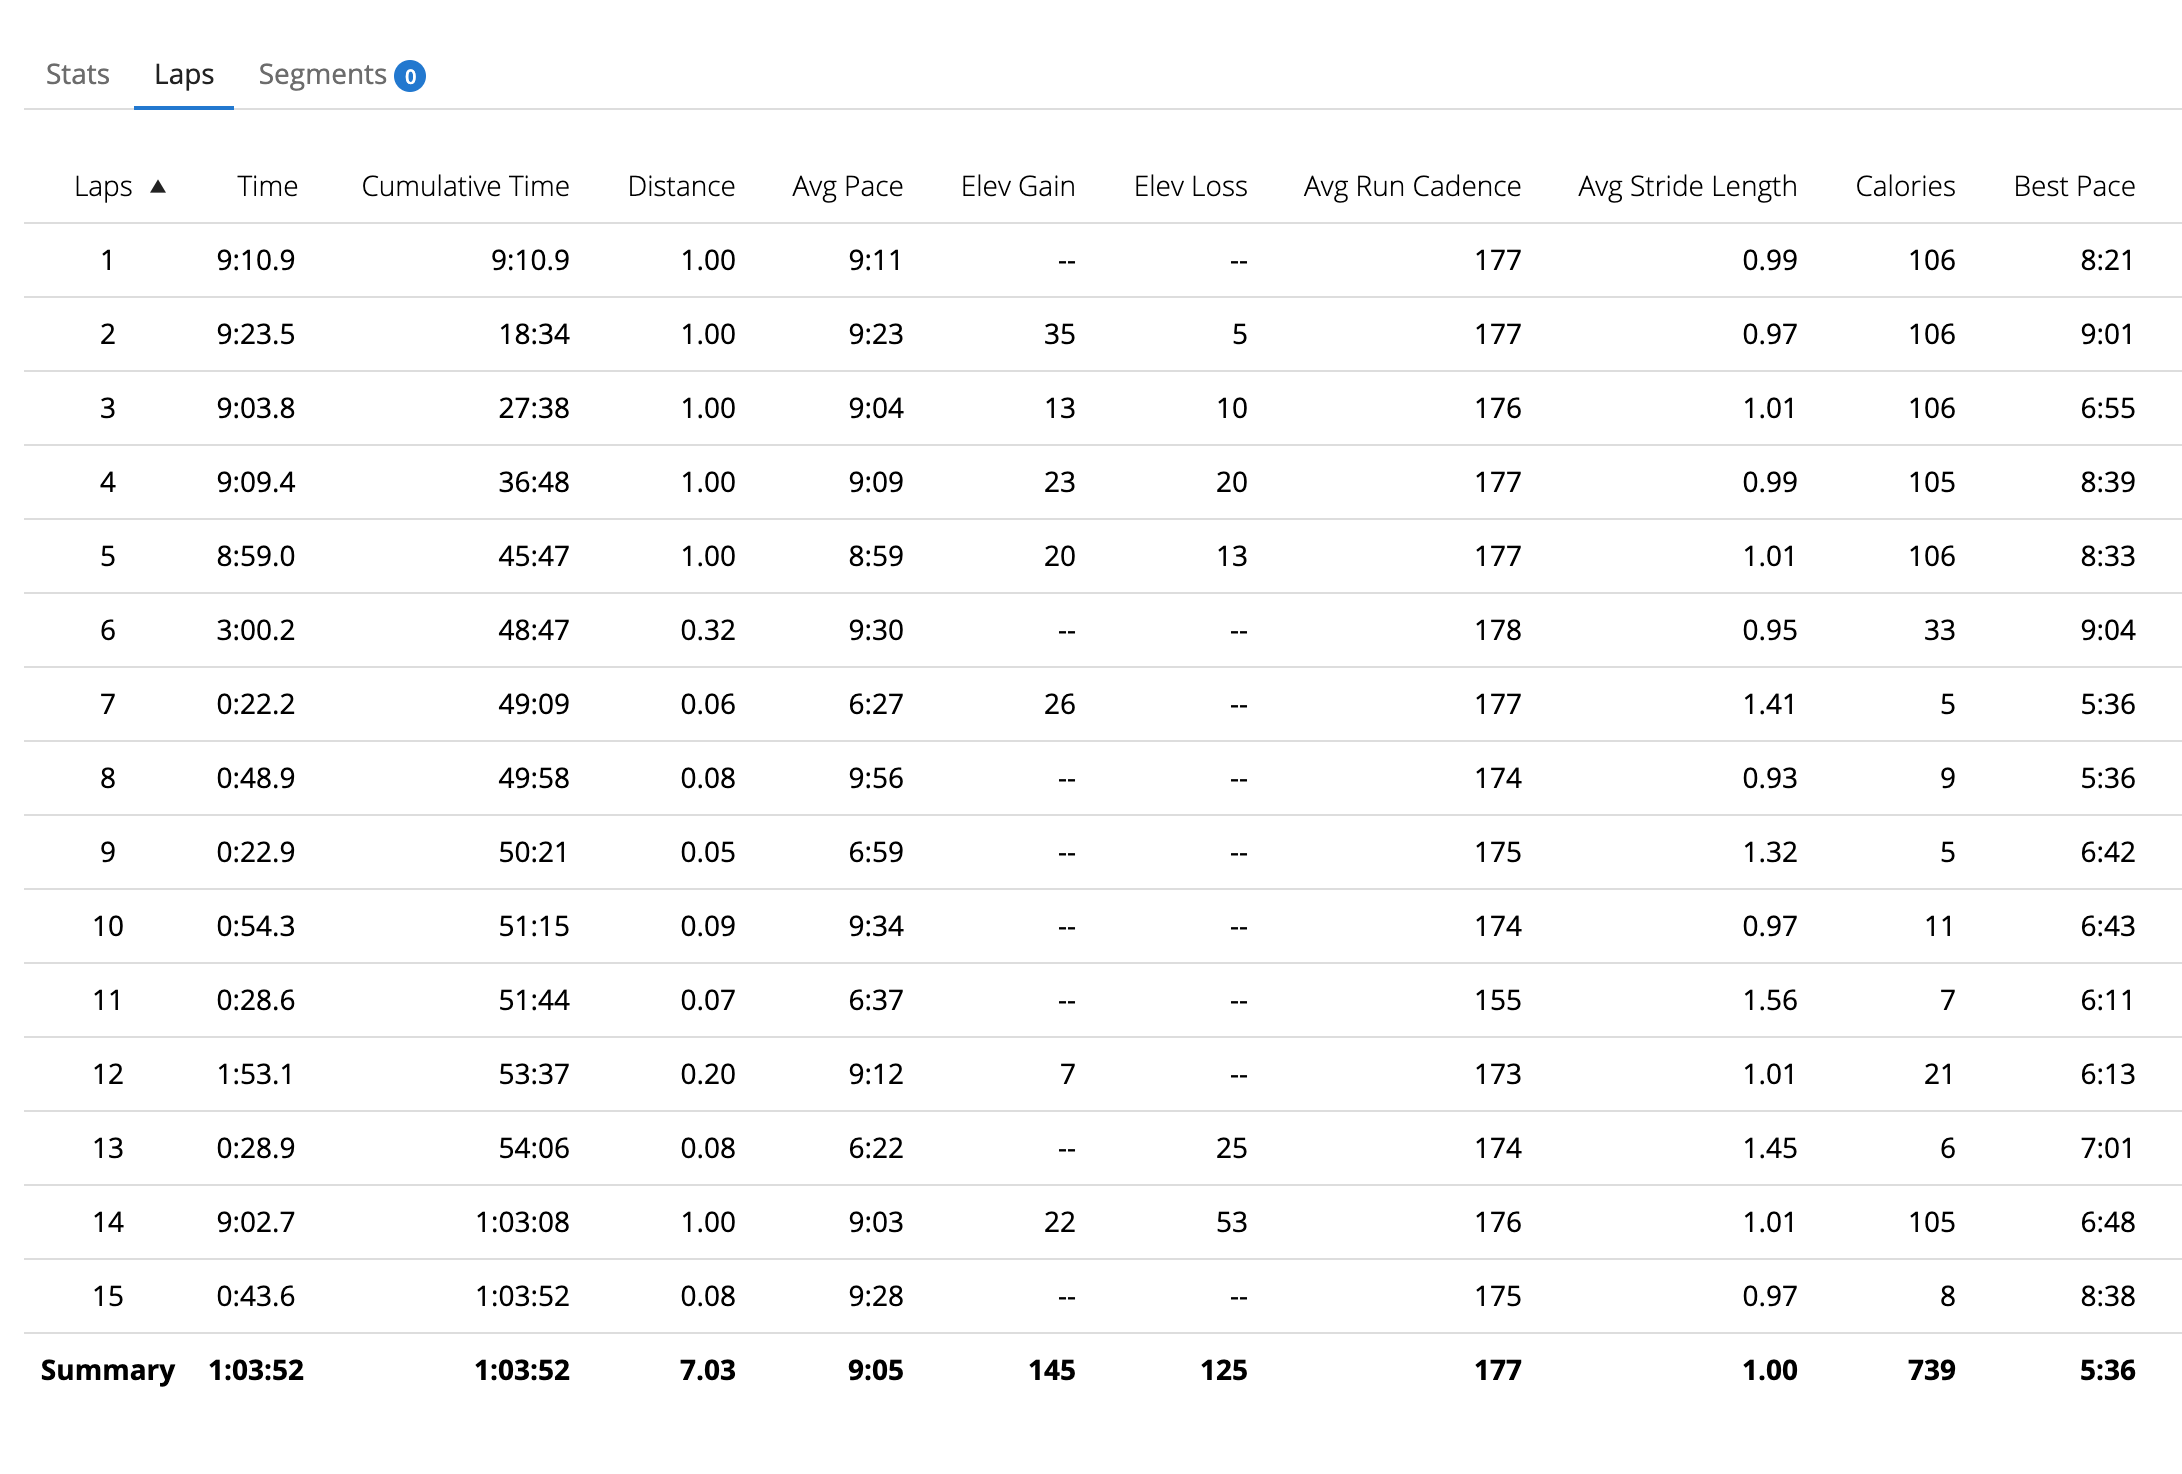 Stats Laps Segments 0
Laps ▲ Time Cumulative Time Distance Avg Pace Elev Gain Elev Loss Avg Run Cadence Avg Stride Length Calories Best Pace
1 9:10.9 9:10.9 1.00 9:11 -- -- 177 0.99 106 8:21
2 9:23.5 18:34 1.00 9:23 35 5 177 0.97 106 9:01
3 9:03.8 27:38 1.00 9:04 13 10 176 1.01 106 6:55
4 9:09.4 36:48 1.00 9:09 23 20 177 0.99 105 8:39
5 8:59.0 45:47 1.00 8:59 20 13 177 1.01 106 8:33
6 3:00.2 48:47 0.32 9:30 -- -- 178 0.95 33 9:04
7 0:22.2 49:09 0.06 6:27 26 -- 177 1.41 5 5:36
8 0:48.9 49:58 0.08 9:56 -- -- 174 0.93 9 5:36
9 0:22.9 50:21 0.05 6:59 -- -- 175 1.32 5 6:42
10 0:54.3 51:15 0.09 9:34 -- -- 174 0.97 11 6:43
11 0:28.6 51:44 0.07 6:37 -- -- 155 1.56 7 6:11
12 1:53.1 53:37 0.20 9:12 7 -- 173 1.01 21 6:13
13 0:28.9 54:06 0.08 6:22 -- 25 174 1.45 6 7:01
14 9:02.7 1:03:08 1.00 9:03 22 53 176 1.01 105 6:48
15 0:43.6 1:03:52 0.08 9:28 -- -- 175 0.97 8 8:38
Summary 1:03:52 1:03:52 7.03 9:05 145 125 177 1.00 739 5:36